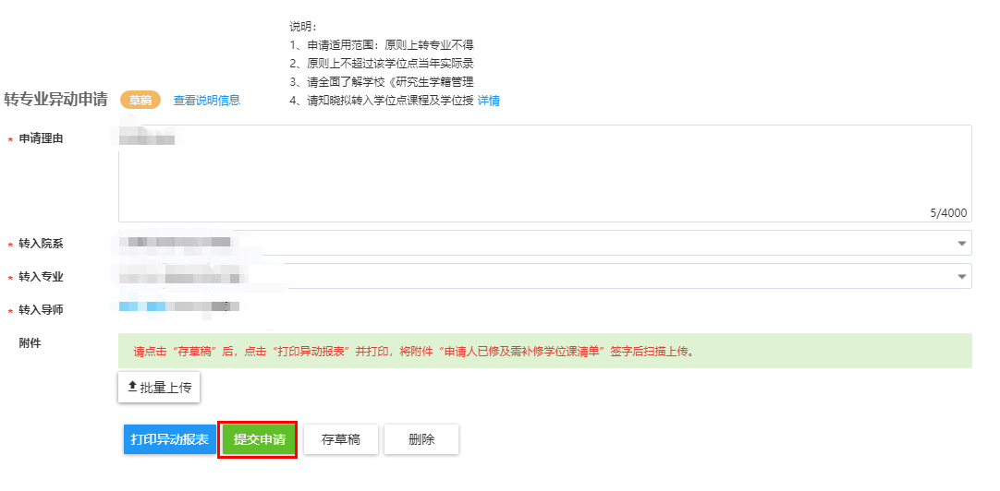 说明：
1、申请适用范围：原则上转专业不得
2、原则上不超过该学位点当年实际录
3、请全面了解学校《研究生学籍管理
4、请知晓拟转入学位点课程及学位授 详情
转专业异动申请 草稿 查看说明信息
* 申请理由
5/4000
* 转入院系
* 转入专业
* 转入导师
附件
请点击“存草稿”后，点击“打印异动报表”并打印，将附件“申请人已修及需补修学位课清单”签字后扫描上传。
批量上传
打印异动报表 提交申请 存草稿 删除